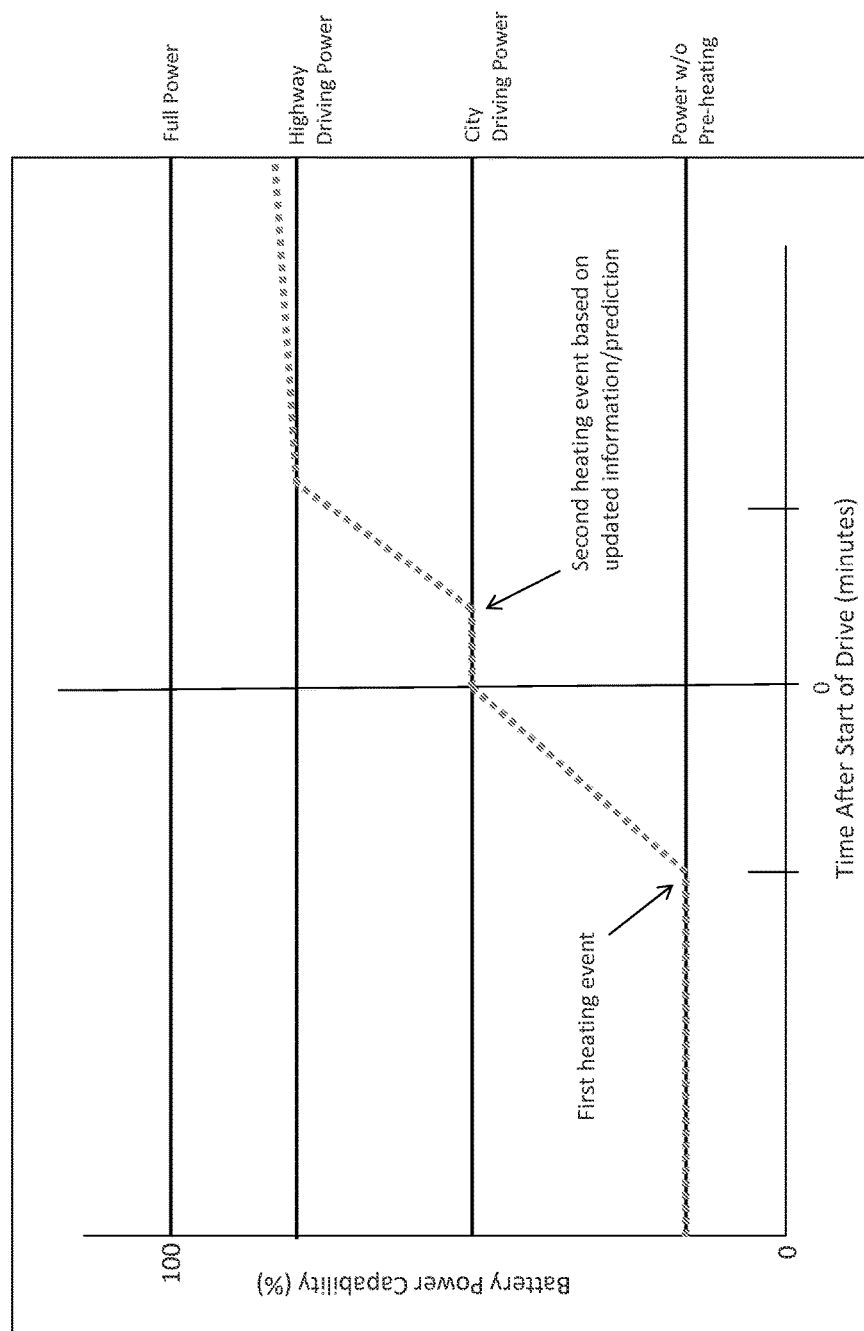 Battery Power Capability (%)
100
0
Full Power
Highway
Driving Power
City
Driving Power
Power w/o
Pre-heating
First heating event
Second heating event based on
updated information/prediction
0
Time After Start of Drive (minutes)